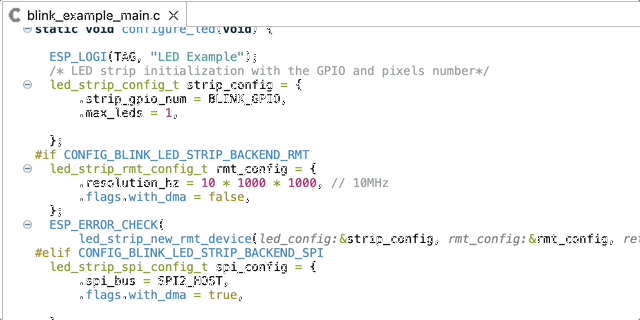 blink_example_main.c
static void configure_led(void) {
ESP_LOGI(TAG, "LED Example");
/* LED strip initialization with the GPIO and pixels number*/
led_strip_config_t strip_config = {
.strip_gpio_num = BLINK_GPIO,
.max_leds = 1,
};
#if CONFIG_BLINK_LED_STRIP_BACKEND_RMT
led_strip_rmt_config_t rmt_config = {
.resolution_hz = 10 * 1000 * 1000, // 10MHz
.flags.with_dma = false,
};
ESP_ERROR_CHECK(
led_strip_new_rmt_device(led_config:&strip_config, rmt_config:&rmt_config, ret
#elif CONFIG_BLINK_LED_STRIP_BACKEND_SPI
led_strip_spi_config_t spi_config = {
.spi_bus = SPI2_HOST,
.flags.with_dma = true,